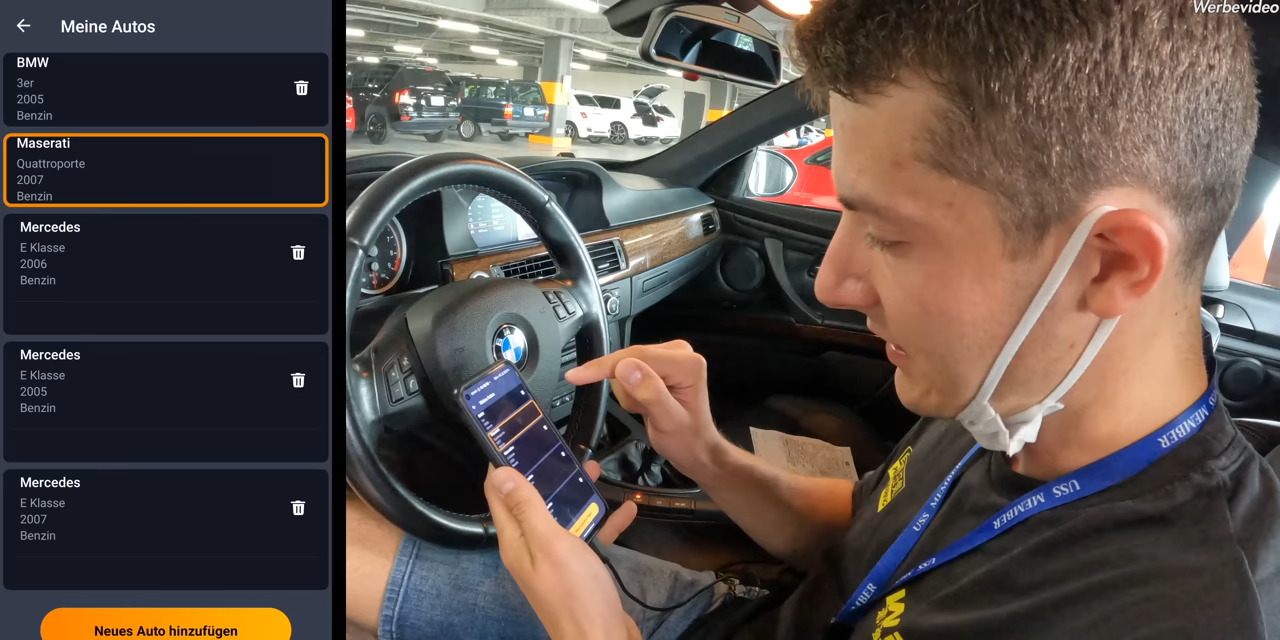 Meine Autos
BMW
3er
2005
Benzin
Maserati
Quattroporte
2007
Benzin
Mercedes
E Klasse
2006
Benzin
Mercedes
E Klasse
2005
Benzin
Mercedes
E Klasse
2007
Benzin
Neues Auto hinzufügen
Werbevideo
MEMBER
USS MEMBER
USS MEMBER